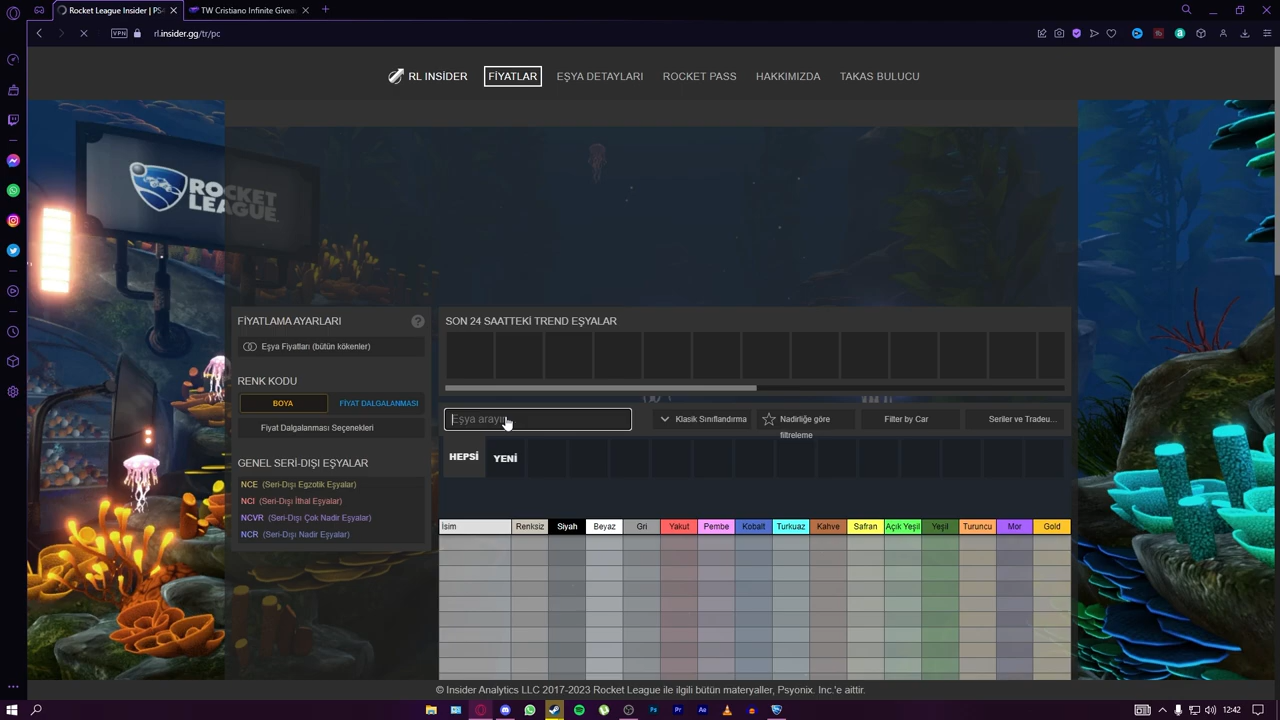 Rocket League Insider | PS4
TW Cristiano Infinite Givea
VPN
rl.insider.gg/tr/pc
RL INSİDER
FİYATLAR
EŞYA DETAYLARI
ROCKET PASS
HAKKIMIZDA
TAKAS BULUCU
ROCKET
LEAGUE
FİYATLAMA AYARLARI
?
Eşya Fiyatları (bütün kökenler)
RENK KODU
BOYA
FİYAT DALGALANMASI
Fiyat Dalgalanması Seçenekleri
GENEL SERİ-DIŞI EŞYALAR
NCE (Seri-Dışı Egzotik Eşyalar)
NCI (Seri-Dışı İthal Eşyalar)
NCVR (Seri-Dışı Çok Nadir Eşyalar)
NCR (Seri-Dışı Nadir Eşyalar)
SON 24 SAATTEKİ TREND EŞYALAR
Eşya arayın
Klasik Sınıflandırma
Nadirliğe göre
filtreleme
Filter by Car
Seriler ve Tradeu...
HEPSİ
YENİ
İsim
Renksiz
Siyah
Beyaz
Gri
Yakut
Pembe
Kobalt
Turkuaz
Kahve
Safran
Açık Yeşil
Yeşil
Turuncu
Mor
Gold
© Insider Analytics LLC 2017-2023 Rocket League ile ilgili bütün materyaller, Psyonix. Inc.'e aittir.
12:42